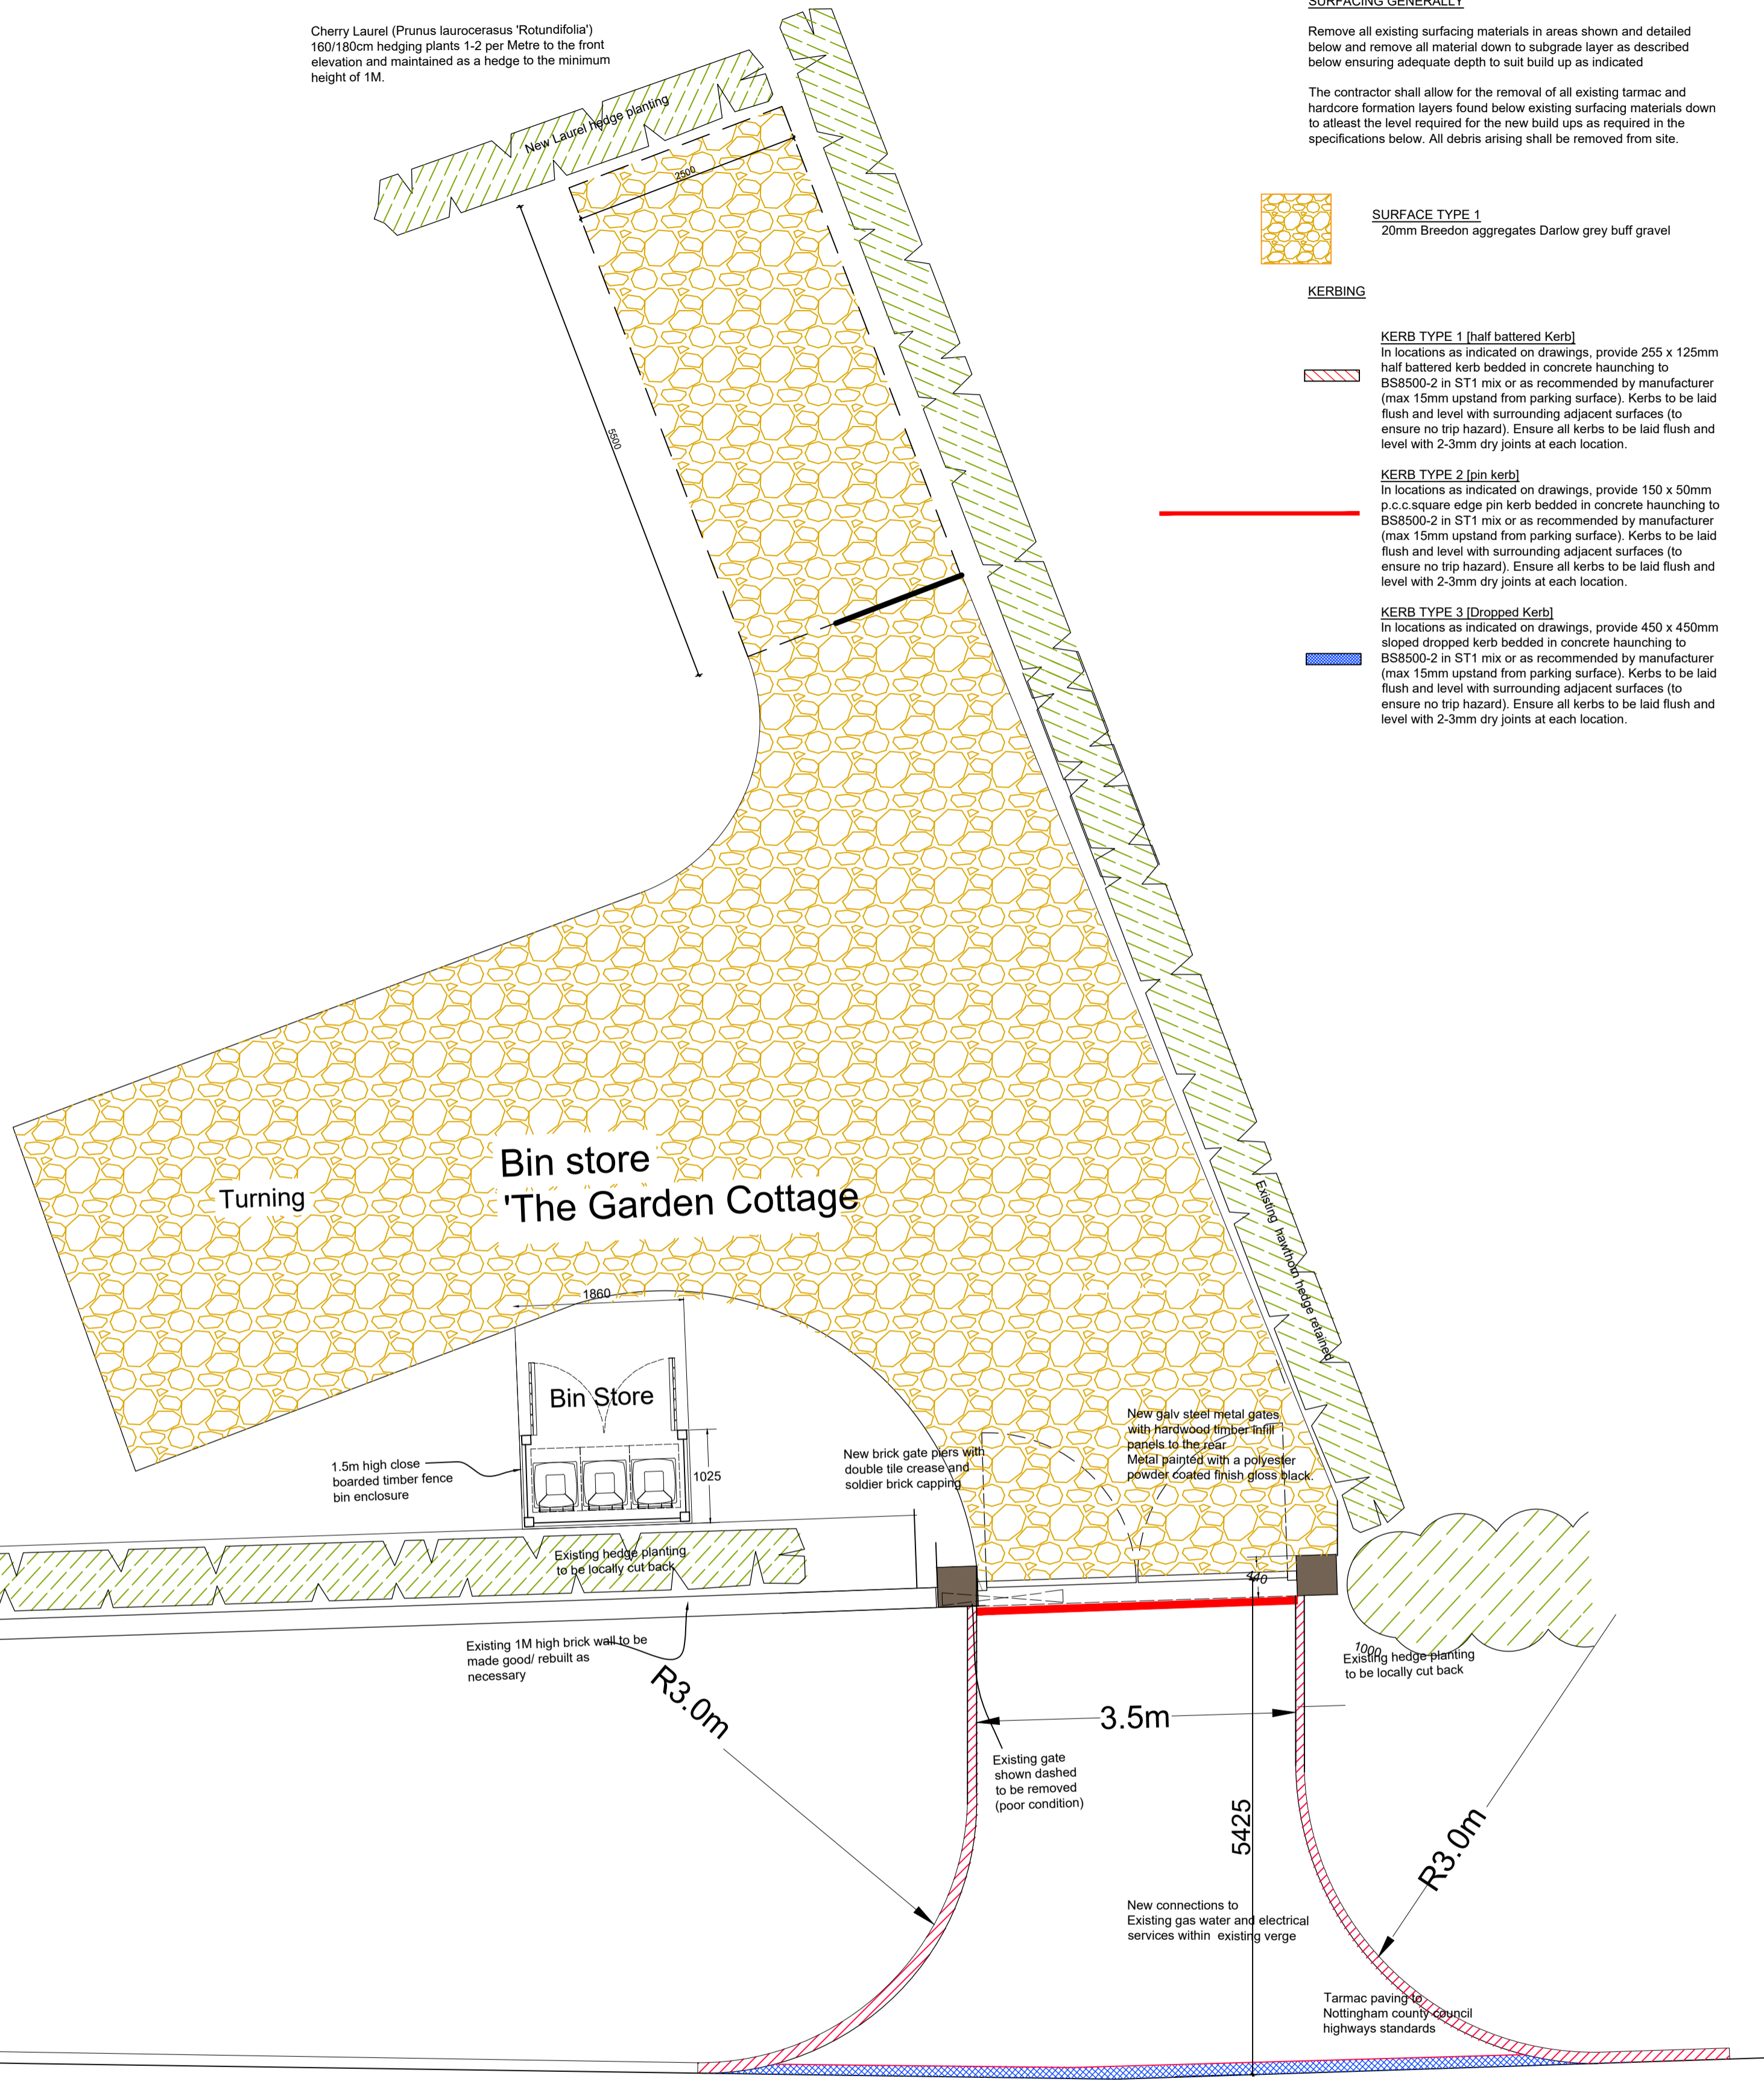 SURFACING GENERALLY
Remove all existing surfacing materials in areas shown and detailed
below and remove all material down to subgrade layer as described
below ensuring adequate depth to suit build up as indicated
The contractor shall allow for the removal of all existing tarmac and
hardcore formation layers found below existing surfacing materials down
to atleast the level required for the new build ups as required in the
specifications below. All debris arising shall be removed from site.
SURFACE TYPE 1
20mm Breedon aggregates Darlow grey buff gravel
KERBING
KERB TYPE 1 [half battered Kerb]
In locations as indicated on drawings, provide 255 x 125mm
half battered kerb bedded in concrete haunching to
BS8500-2 in ST1 mix or as recommended by manufacturer
(max 15mm upstand from parking surface). Kerbs to be laid
flush and level with surrounding adjacent surfaces (to
ensure no trip hazard). Ensure all kerbs to be laid flush and
level with 2-3mm dry joints at each location.
KERB TYPE 2 [pin kerb]
In locations as indicated on drawings, provide 150 x 50mm
p.c.c.square edge pin kerb bedded in concrete haunching to
BS8500-2 in ST1 mix or as recommended by manufacturer
(max 15mm upstand from parking surface). Kerbs to be laid
flush and level with surrounding adjacent surfaces (to
ensure no trip hazard). Ensure all kerbs to be laid flush and
level with 2-3mm dry joints at each location.
KERB TYPE 3 [Dropped Kerb]
In locations as indicated on drawings, provide 450 x 450mm
sloped dropped kerb bedded in concrete haunching to
BS8500-2 in ST1 mix or as recommended by manufacturer
(max 15mm upstand from parking surface). Kerbs to be laid
flush and level with surrounding adjacent surfaces (to
ensure no trip hazard). Ensure all kerbs to be laid flush and
level with 2-3mm dry joints at each location.
Cherry Laurel (Prunus laurocerasus 'Rotundifolia')
160/180cm hedging plants 1-2 per Metre to the front
elevation and maintained as a hedge to the minimum
height of 1M.
New Laurel hedge planting
2500
5500
Bin store
'The Garden Cottage
Turning
Existing hawthorn hedge retained
1860
Bin Store
1025
1.5m high close
boarded timber fence
bin enclosure
New brick gate piers with
double tile crease and
soldier brick capping
New galv steel metal gates
with hardwood timber infill
panels to the rear
Metal painted with a polyester
powder coated finish gloss black.
Existing hedge planting
to be locally cut back
440
Existing 1M high brick wall to be
made good/ rebuilt as
necessary
1000
Existing hedge planting
to be locally cut back
R3.0m
3.5m
Existing gate
shown dashed
to be removed
(poor condition)
5425
R3.0m
New connections to
Existing gas water and electrical
services within existing verge
Tarmac paving to
Nottingham county council
highways standards